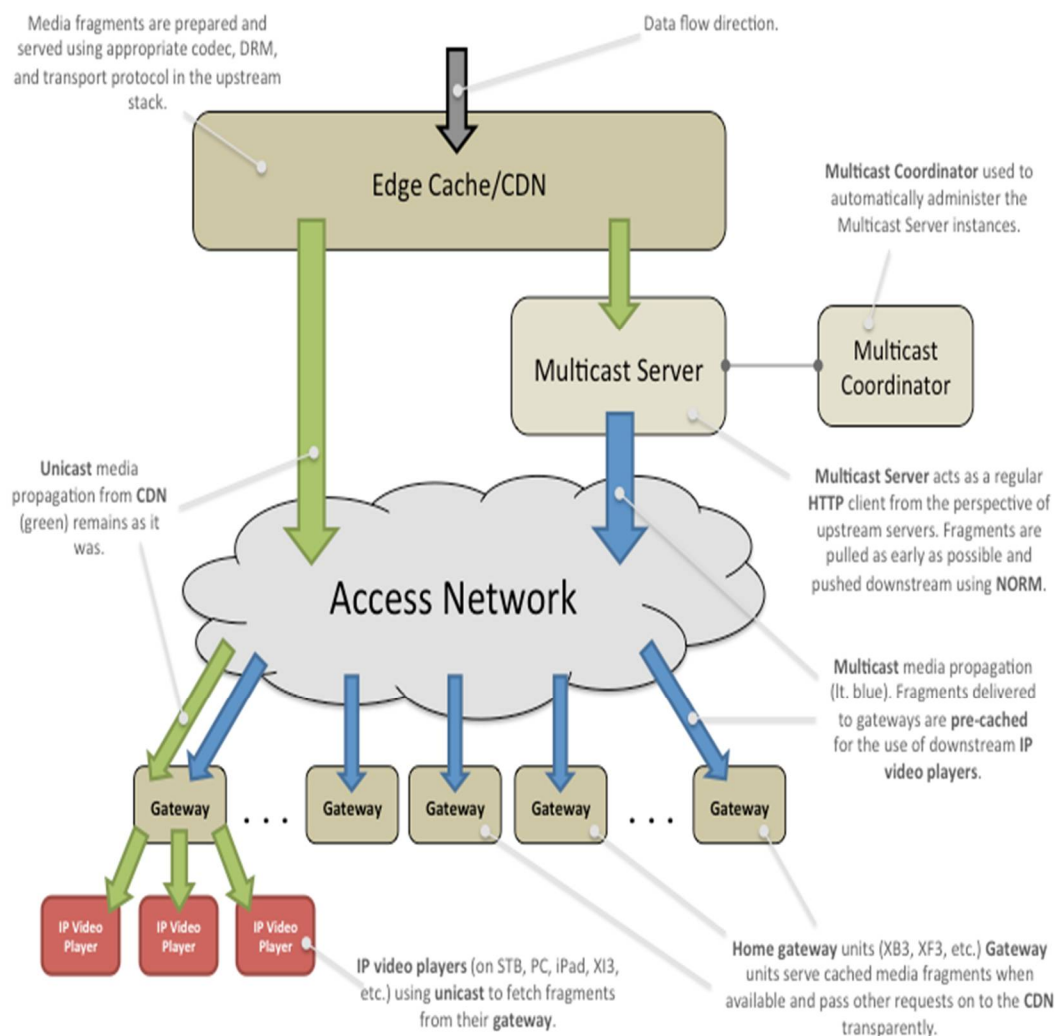 Media fragments are prepared and
served using appropriate codec, DRM,
and transport protocol in the upstream
stack.
Data flow direction.
Edge Cache/CDN
Multicast Coordinator used to
automatically administer the
Multicast Server instances.
Multicast Server
Multicast
Coordinator
Unicast media
propagation from CDN
(green) remains as it
was.
Multicast Server acts as a regular
HTTP client from the perspective of
upstream servers. Fragments are
pulled as early as possible and
pushed downstream using NORM.
Access Network
Multicast media propagation
(lt. blue). Fragments delivered
to gateways are pre-cached
for the use of downstream IP
video players.
Gateway
. . .
Gateway
Gateway
Gateway
. . .
Gateway
IP Video
Player
IP Video
Player
IP Video
Player
IP video players (on STB, PC, iPad, XI3,
etc.) using unicast to fetch fragments
from their gateway.
Home gateway units (XB3, XF3, etc.) Gateway
units serve cached media fragments when
available and pass other requests on to the CDN
transparently.